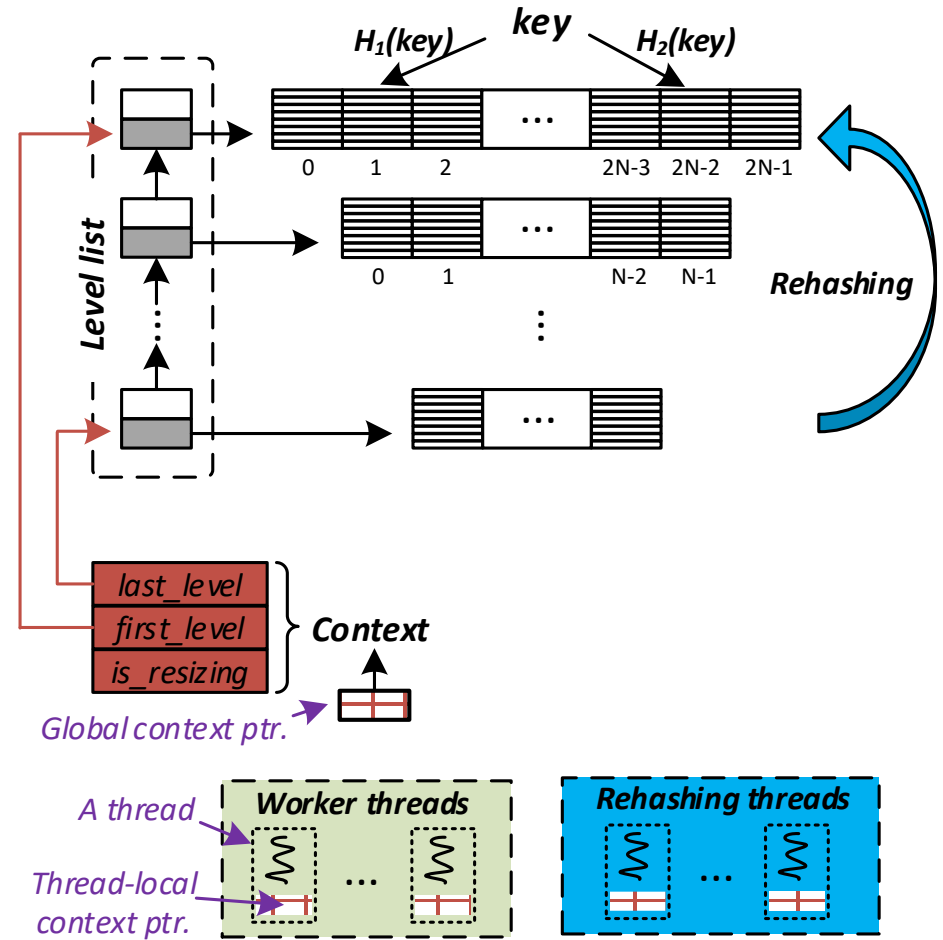 key
H1(key)
H2(key)
...
0 1 2 2N-3 2N-2 2N-1
Level list
...
0 1 N-2 N-1
Rehashing
...
...
...
last_level
first_level
is_resizing
Context
Global context ptr.
Worker threads
Rehashing threads
A thread
...
...
Thread-local
context ptr.